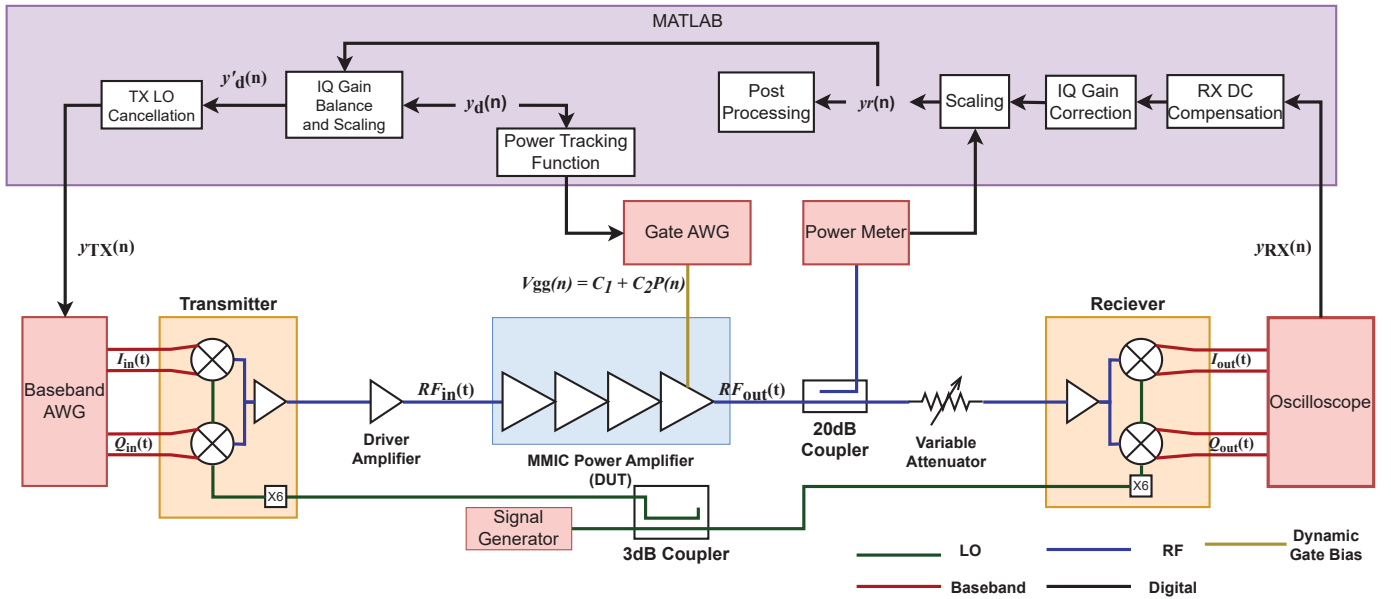 MATLAB
TX LO
Cancellation
y'd(n)
IQ Gain
Balance
and Scaling
yd(n)
Power Tracking
Function
Post
Processing
yr(n)
Scaling
IQ Gain
Correction
RX DC
Compensation
yTX(n)
Gate AWG
Power Meter
yRX(n)
Vgg(n) = C1 + C2P(n)
Transmitter
Reciever
Baseband
AWG
Iin(t)
Qin(t)
RFin(t)
RFout(t)
Iout(t)
Qout(t)
Oscilloscope
Driver
Amplifier
MMIC Power Amplifier
(DUT)
20dB
Coupler
Variable
Attenuator
X6
X6
Signal
Generator
3dB Coupler
LO
RF
Dynamic
Gate Bias
Baseband
Digital